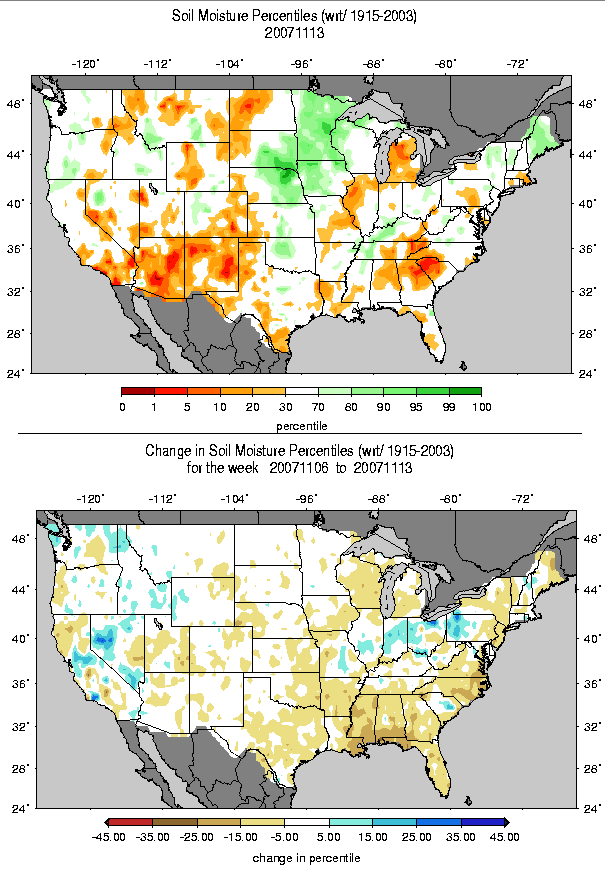 Soil Moisture Percentiles (wrt/ 1915-2003)
20071113
-120° -112° -104° -96° -88° -80° -72°
48°
44°
40°
36°
32°
28°
24°
0 1 5 10 20 30 70 80 90 95 99 100
percentile
Change in Soil Moisture Percentiles (wrt/ 1915-2003)
for the week 20071106 to 20071113
-120° -112° -104° -96° -88° -80° -72°
48°
44°
40°
36°
32°
28°
24°
-45.00 -35.00 -25.00 -15.00 -5.00 5.00 15.00 25.00 35.00 45.00
change in percentile